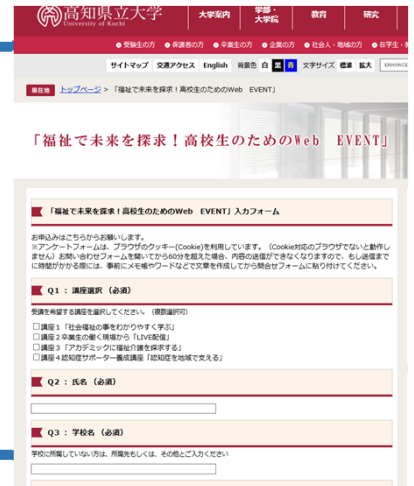 高知県立大学
University of Kochi
大学案内
学部・
大学院
教育
研究
受験生の方
保護者の方
卒業生の方
企業の方
社会人・地域の方
在学生・
サイトマップ 交通アクセス English 背景色 白 黒 青 文字サイズ 標準 拡大 ENHANCED
現在地 トップページ > 「福祉で未来を探求！高校生のためのWeb EVENT」
「福祉で未来を探求！高校生のためのWeb EVENT」
「福祉で未来を探求！高校生のためのWeb EVENT」入力フォーム
お申込みはこちらからお願いします。
※アンケートフォームは、ブラウザのクッキー(Cookie)を利用しています。（Cookie対応のブラウザでないと動作し
ません）お問い合わせフォームを開いてから60分を超えた場合、内容の送信ができなくなりますので、もし送信まで
に時間がかかる際には、事前にメモ帳やワードなどで文章を作成してから問合せフォームに貼り付けてください。
Q1 : 講座選択（必須）
受講を希望する講座を選択してください。（複数選択可）
□講座１「社会福祉の事をわかりやすく学ぶ」
□講座２卒業生の働く現場から「LIVE配信」
□講座３「アカデミックに福祉介護を探求する」
□講座４認知症サポーター養成講座「認知症を地域で支える」
Q2 : 氏名（必須）
Q3 : 学校名（必須）
学校に所属していない方は、所属先もしくは、その他とご入力ください